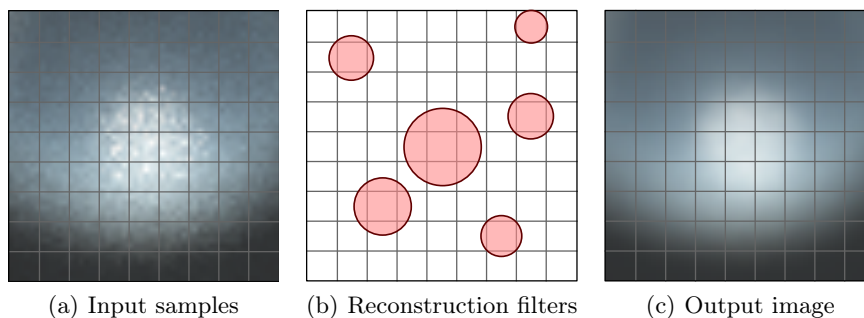 (a) Input samples
(b) Reconstruction filters
(c) Output image